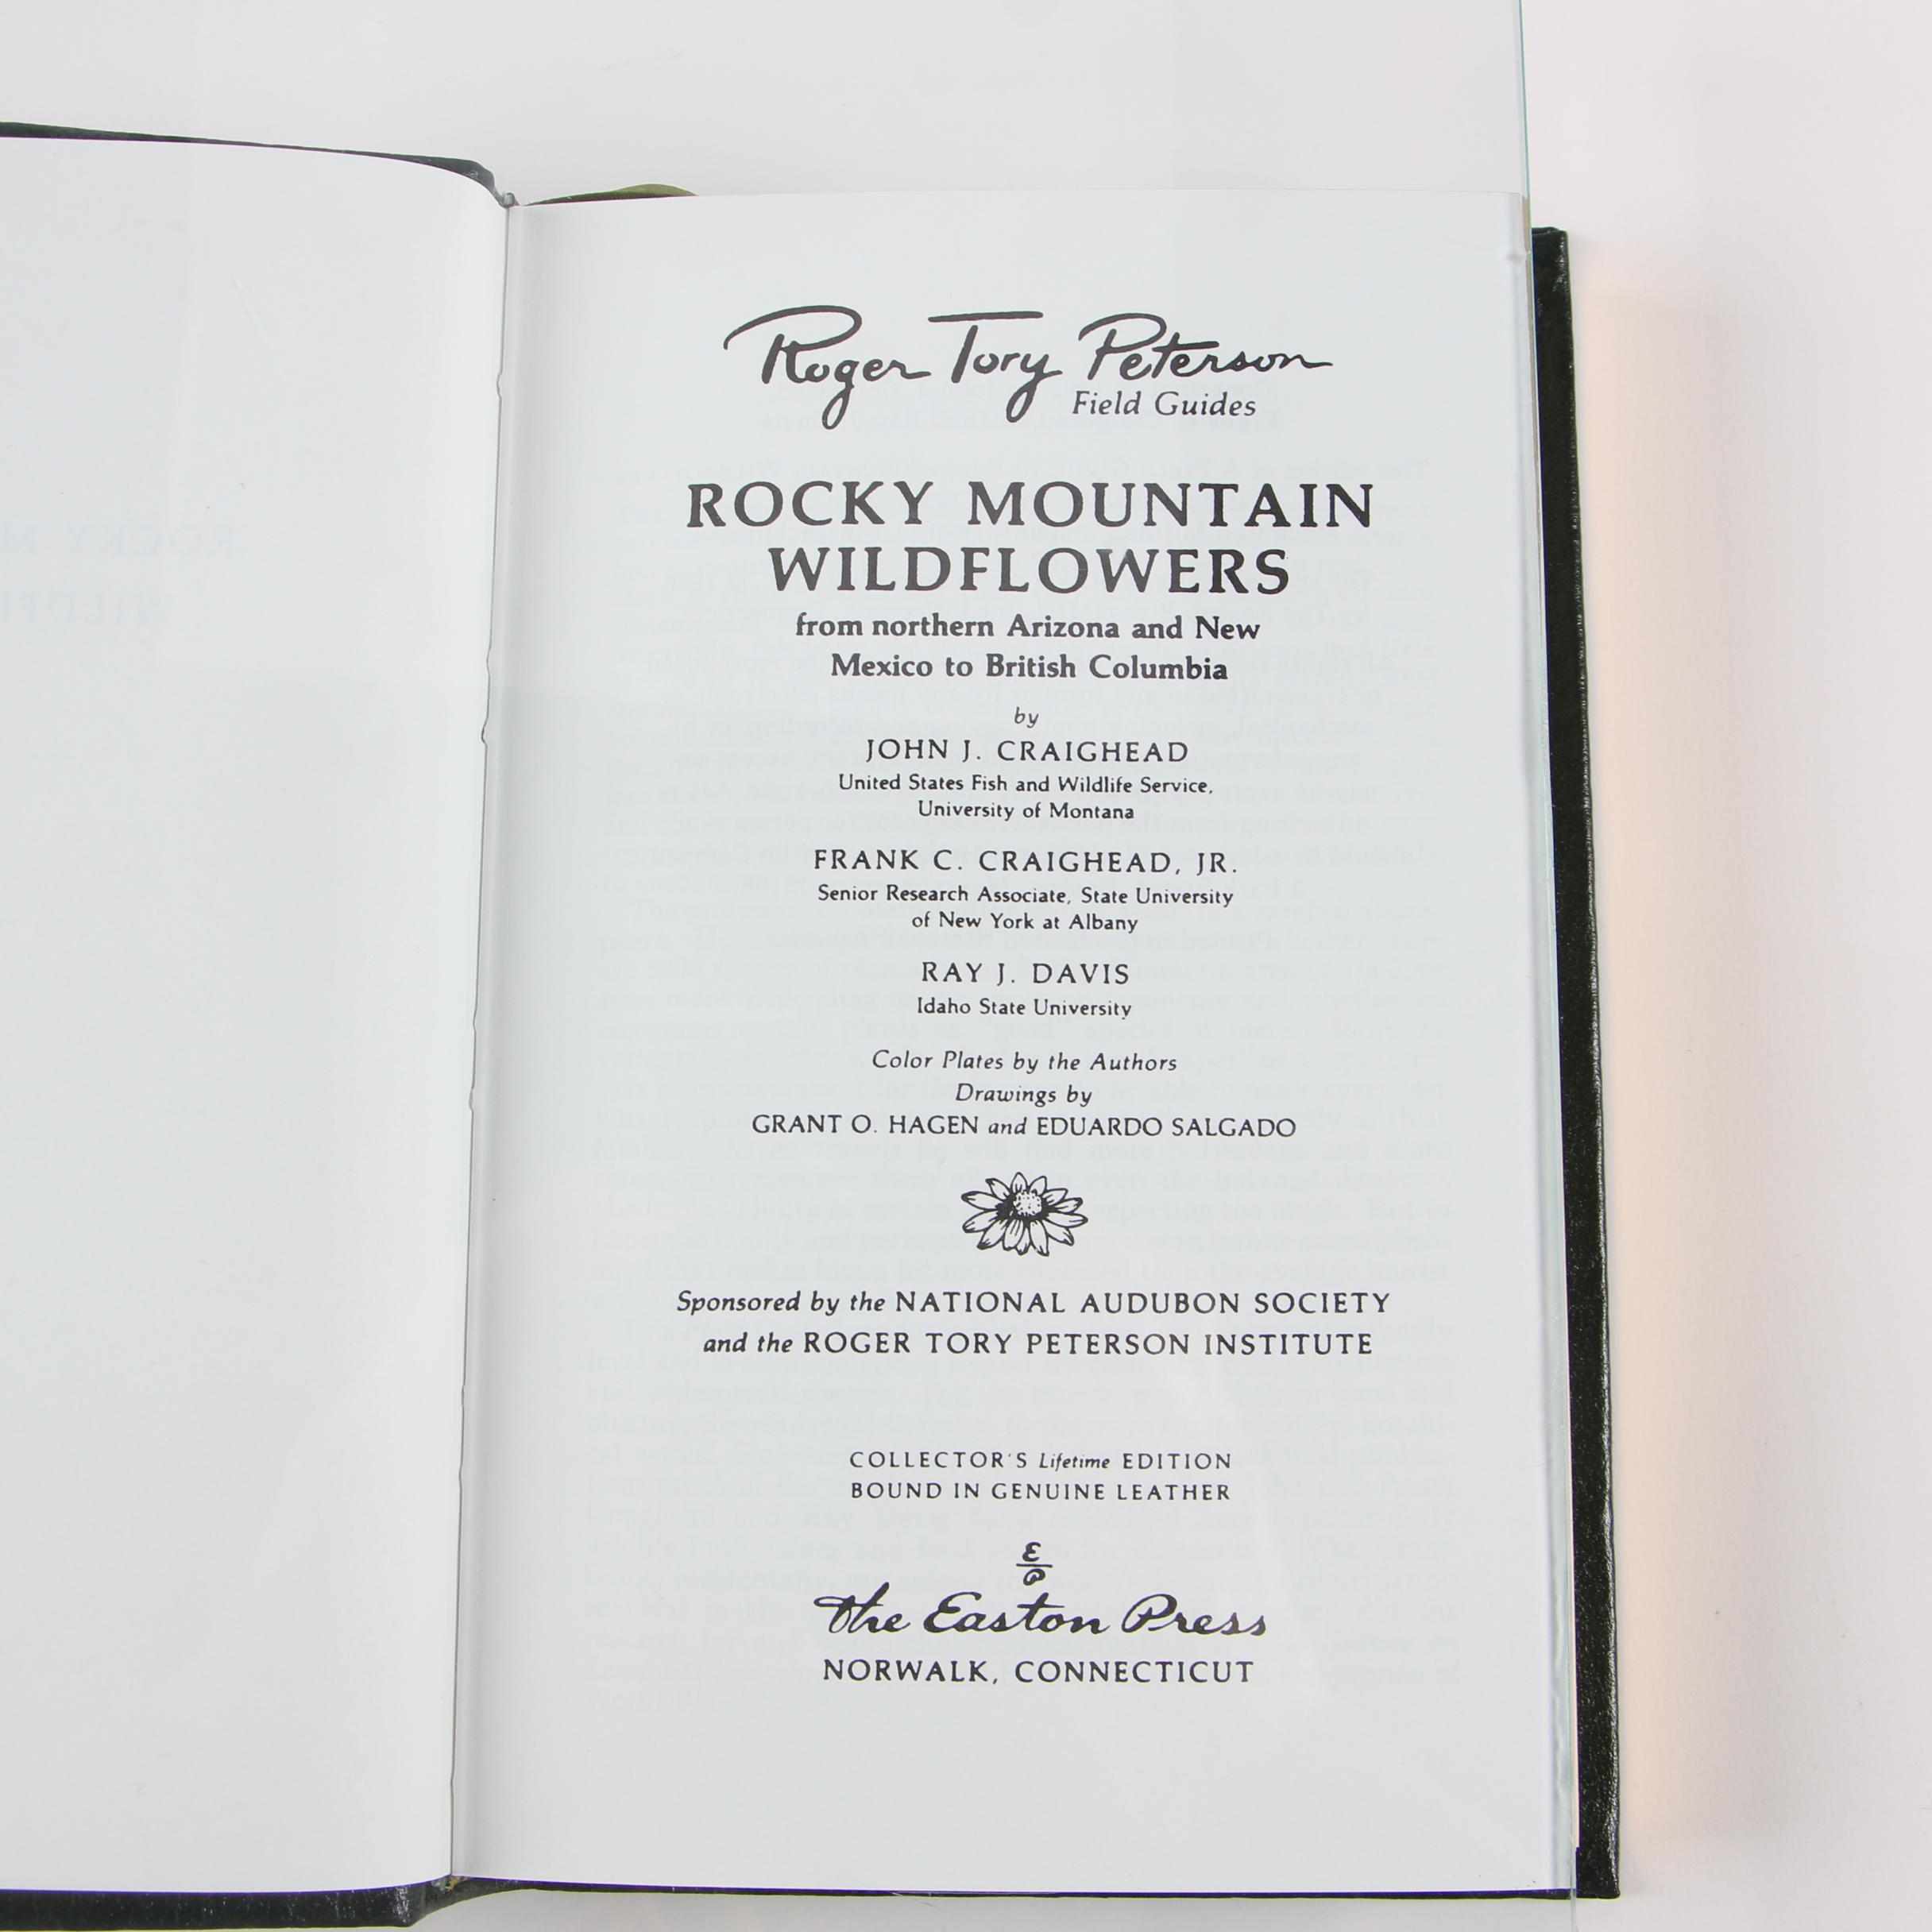 Roger Tory Peterson
Field Guides
ROCKY MOUNTAIN
WILDFLOWERS
from northern Arizona and New
Mexico to British Columbia
by
JOHN J. CRAIGHEAD
United States Fish and Wildlife Service,
University of Montana
FRANK C. CRAIGHEAD, JR.
Senior Research Associate, State University
of New York at Albany
RAY J. DAVIS
Idaho State University
Color Plates by the Authors
Drawings by
GRANT O. HAGEN and EDUARDO SALGADO
Sponsored by the NATIONAL AUDUBON SOCIETY
and the ROGER TORY PETERSON INSTITUTE
COLLECTOR'S Lifetime EDITION
BOUND IN GENUINE LEATHER
E
P
The Easton Press
NORWALK, CONNECTICUT